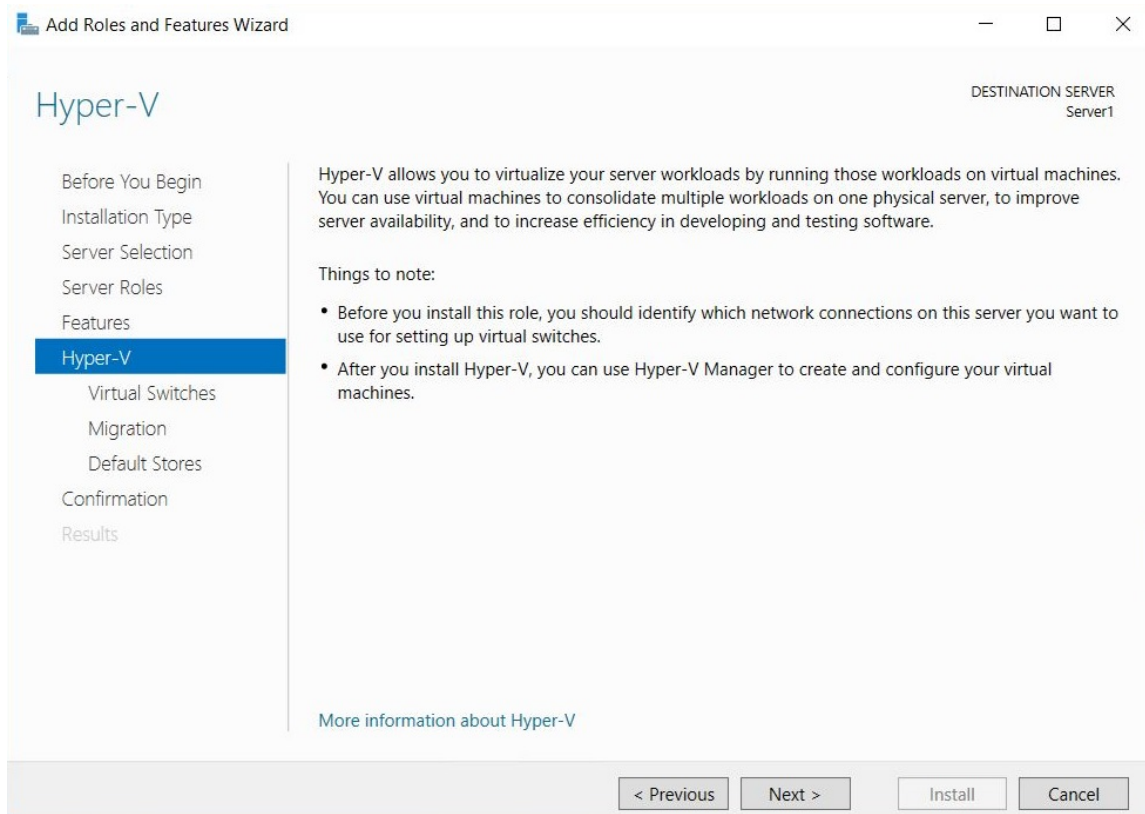 Add Roles and Features Wizard
Hyper-V
DESTINATION SERVER
Server1
Before You Begin
Installation Type
Server Selection
Server Roles
Features
Hyper-V
Virtual Switches
Migration
Default Stores
Confirmation
Results
Hyper-V allows you to virtualize your server workloads by running those workloads on virtual machines.
You can use virtual machines to consolidate multiple workloads on one physical server, to improve
server availability, and to increase efficiency in developing and testing software.
Things to note:
• Before you install this role, you should identify which network connections on this server you want to
use for setting up virtual switches.
• After you install Hyper-V, you can use Hyper-V Manager to create and configure your virtual
machines.
More information about Hyper-V
< Previous
Next >
Install
Cancel